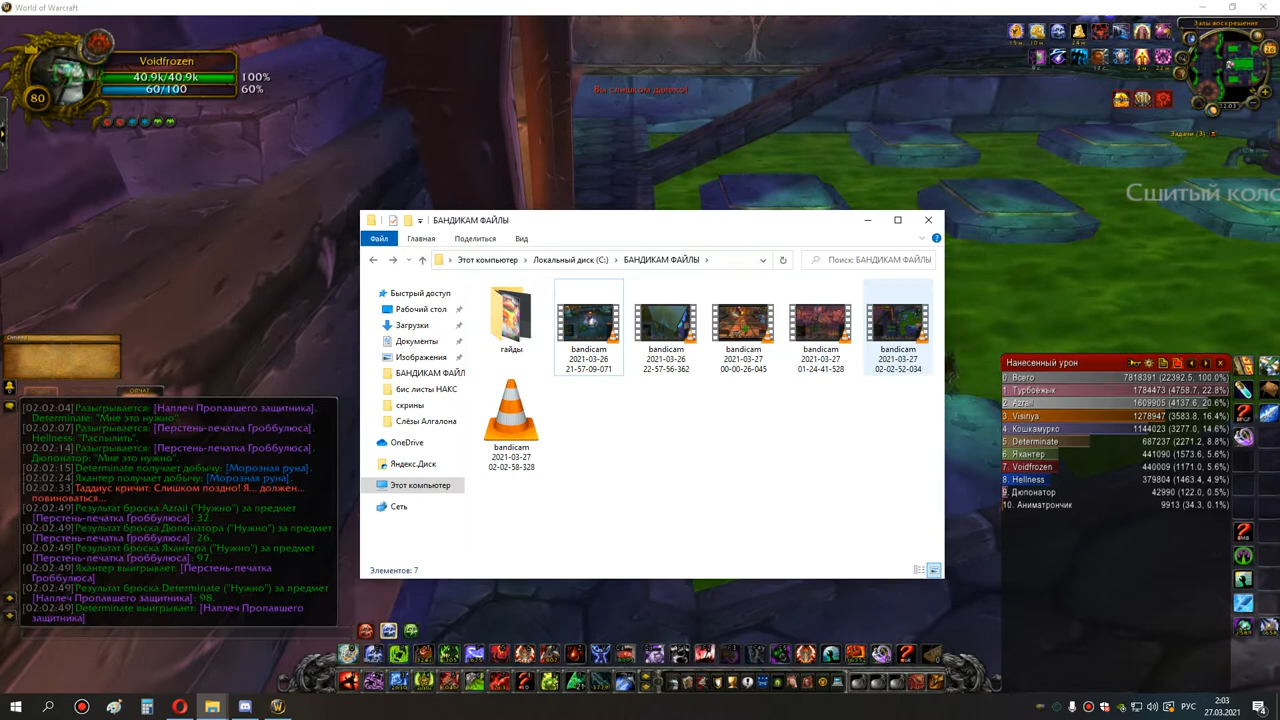 World of Warcraft
Voidfrozen
40.9k/40.9k
100%
60/100
60%
80
Залы воскрешения
Вы слишком далеко!
12:03
Задачи (3)
Сшитый коло
БАНДИКАМ ФАЙЛЫ
Файл
Главная
Поделиться
Вид
Этот компьютер
Локальный диск (C:)
БАНДИКАМ ФАЙЛЫ
Поиск: БАНДИКАМ ФАЙЛЫ
Быстрый доступ
Рабочий стол
Загрузки
Документы
Изображения
БАНДИКАМ ФАЙЛ
бис листы НАКС
скрины
Слёзы Алгалона
OneDrive
Яндекс.Диск
Этот компьютер
Сеть
гайды
bandicam
2021-03-26
21-57-09-071
bandicam
2021-03-26
22-57-56-362
bandicam
2021-03-27
00-00-26-045
bandicam
2021-03-27
01-24-41-528
bandicam
2021-03-27
02-02-52-034
bandicam
2021-03-27
02-02-58-328
Элементов: 7
[02:02:04] Разыгрывается: [Наплеч Пропавшего защитника].
Determinate: "Мне это нужно".
[02:02:07] Разыгрывается: [Перстень-печатка Гроббулюса].
Hellness: "Распылить".
[02:02:14] Разыгрывается: [Перстень-печатка Гроббулюса].
Дюпонатор: "Мне это нужно".
[02:02:15] Determinate получает добычу: [Морозная руна].
[02:02:24] Яхантер получает добычу: [Морозная руна].
[02:02:33] Таддиус кричит: Слишком поздно! Я... должен...
повиноваться...
[02:02:49] Результат броска Azrail ("Нужно") за предмет
[Перстень-печатка Гроббулюса]: 32.
[02:02:49] Результат броска Дюпонатора ("Нужно") за предмет
[Перстень-печатка Гроббулюса]: 26.
[02:02:49] Результат броска Яхантера ("Нужно") за предмет
[Перстень-печатка Гроббулюса]: 97.
[02:02:49] Яхантер выигрывает: [Перстень-печатка
Гроббулюса]
[02:02:49] Результат броска Determinate ("Нужно") за предмет
[Наплеч Пропавшего защитника]: 98.
[02:02:49] Determinate выигрывает: [Наплеч Пропавшего
защитника]
Нанесенный урон
0. Всего 7818391 (22392.5, 100.0%)
1. Турбоёжык 1784473 (4759.8, 22.8%)
2. Azrail 1609905 (4137.6, 20.6%)
3. Visiriya 1278947 (3583.8, 16.4%)
4. Кошкамурко 1144023 (3277.0, 14.6%)
5. Determinate 687237 (2271.2, 8.8%)
6. Яхантер 441090 (1573.6, 5.6%)
7. Voidfrozen 440009 (1171.0, 5.6%)
8. Hellness 379804 (1463.4, 4.9%)
9. Дюпонатор 42990 (122.0, 0.5%)
10. Аниматрончик 9913 (34.3, 0.1%)
РУС
2:03
27.03.2021